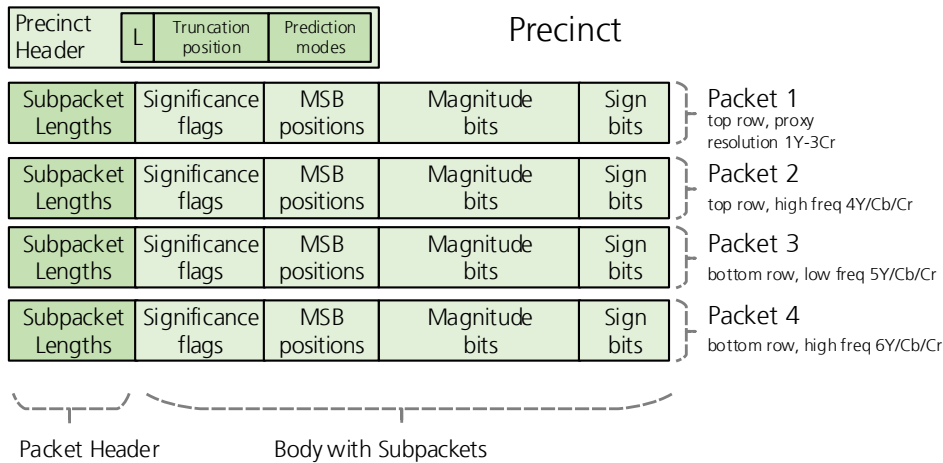 Precinct
Header
L
Truncation
position
Prediction
modes
Precinct
Subpacket
Lengths
Significance
flags
MSB
positions
Magnitude
bits
Sign
bits
Packet 1
top row, proxy
resolution 1Y-3Cr
Subpacket
Lengths
Significance
flags
MSB
positions
Magnitude
bits
Sign
bits
Packet 2
top row, high freq 4Y/Cb/Cr
Subpacket
Lengths
Significance
flags
MSB
positions
Magnitude
bits
Sign
bits
Packet 3
bottom row, low freq 5Y/Cb/Cr
Subpacket
Lengths
Significance
flags
MSB
positions
Magnitude
bits
Sign
bits
Packet 4
bottom row, high freq 6Y/Cb/Cr
Packet Header
Body with Subpackets